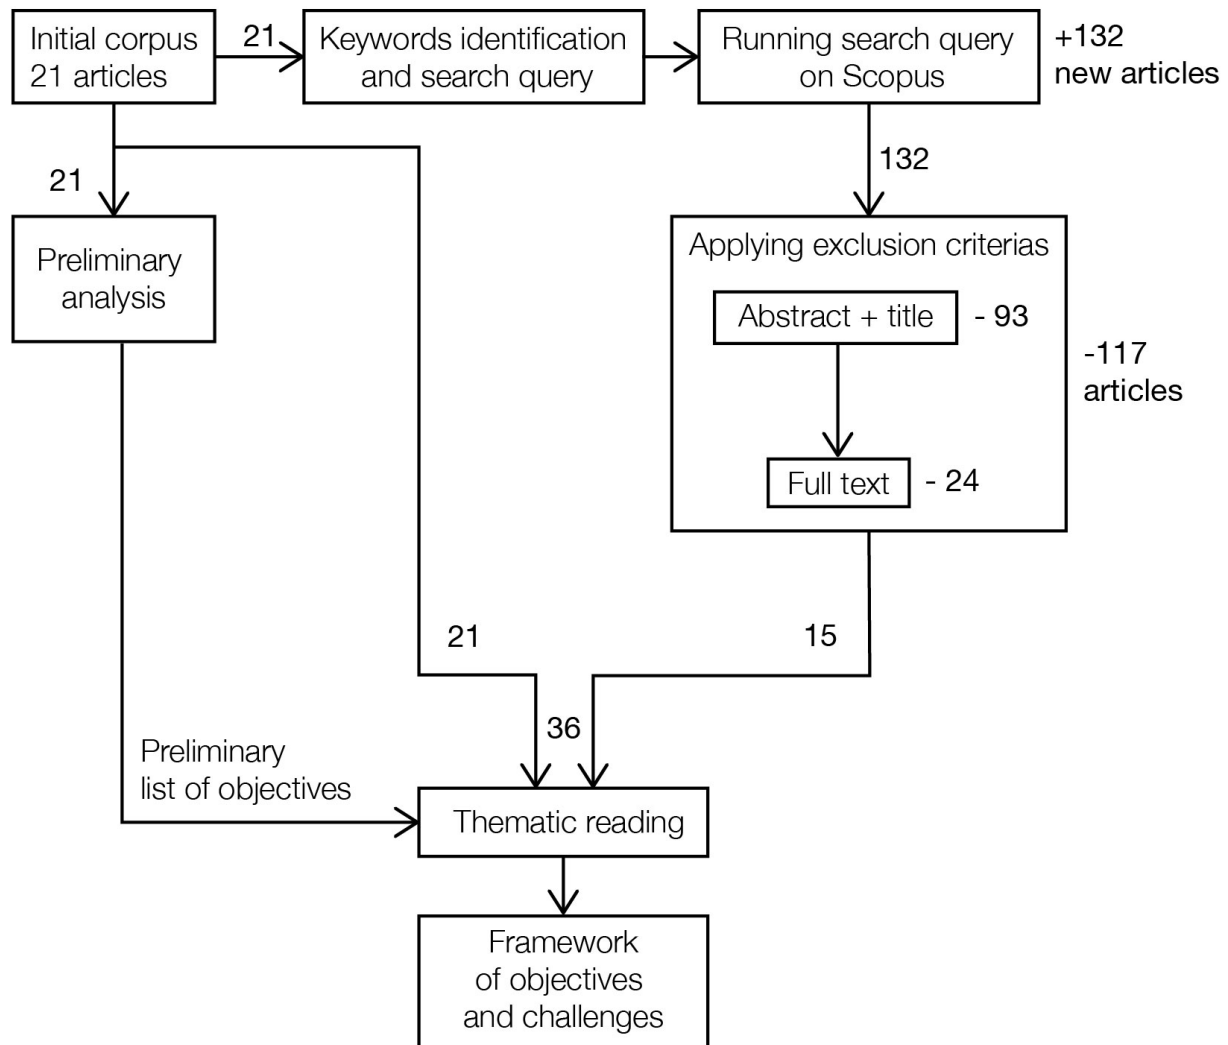 Initial corpus
21 articles
21
Keywords identification
and search query
Running search query
on Scopus
+132
new articles
21
132
Preliminary
analysis
Applying exclusion criterias
Abstract + title
- 93
-117
articles
Full text
- 24
21
15
36
Preliminary
list of objectives
Thematic reading
Framework
of objectives
and challenges